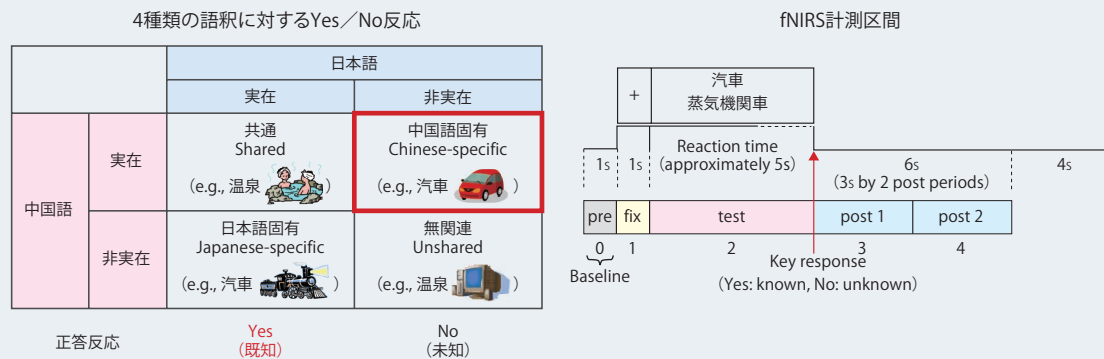 4種類の語釈に対するYes／No反応
日本語
実在
非実在
中国語
実在
共通
Shared
(e.g., 温泉)
中国語固有
Chinese-specific
(e.g., 汽車)
非実在
日本語固有
Japanese-specific
(e.g., 汽車)
無関連
Unshared
(e.g., 温泉)
正答反応
Yes
（既知）
No
（未知）
fNIRS計測区間
+
汽車
蒸気機関車
1s
1s
Reaction time
(approximately 5s)
6s
(3s by 2 post periods)
4s
pre
fix
test
post 1
post 2
0
1
2
3
4
Baseline
Key response
(Yes: known, No: unknown)